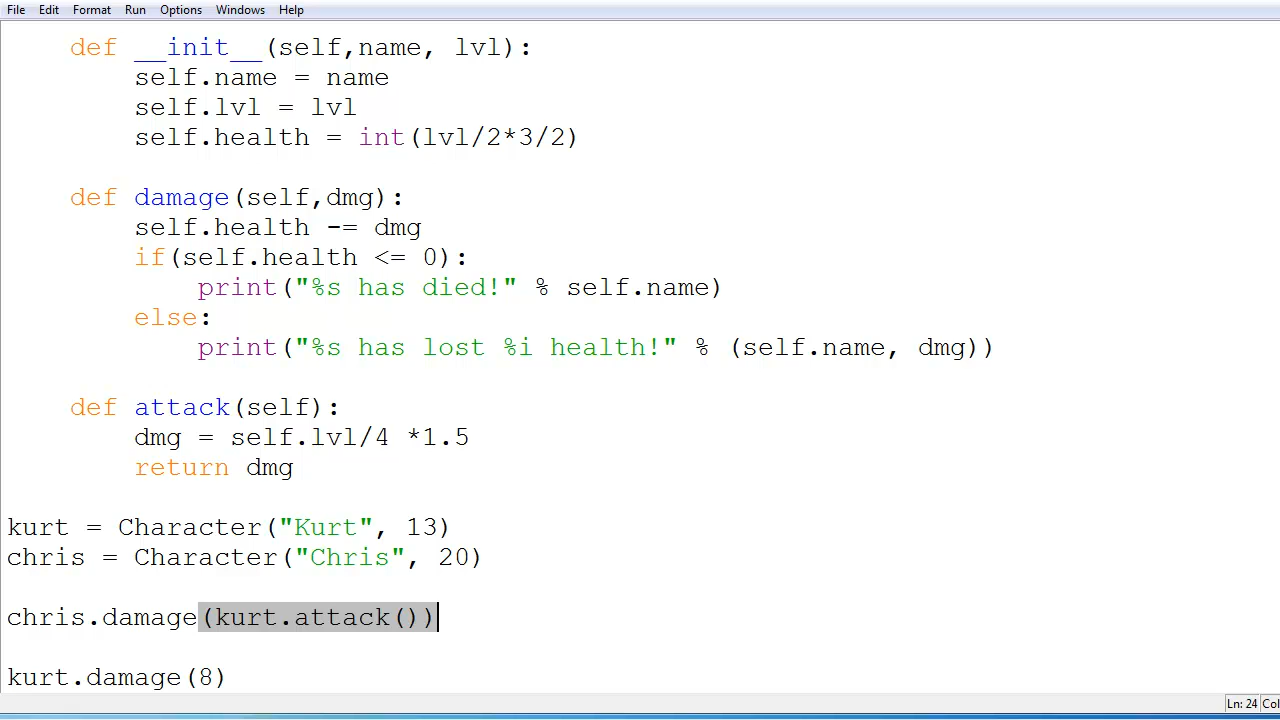 File Edit Format Run Options Windows Help
def __init__(self,name, lvl):
self.name = name
self.lvl = lvl
self.health = int(lvl/2*3/2)
def damage(self,dmg):
self.health -= dmg
if(self.health <= 0):
print("%s has died!" % self.name)
else:
print("%s has lost %i health!" % (self.name, dmg))
def attack(self):
dmg = self.lvl/4 *1.5
return dmg
kurt = Character("Kurt", 13)
chris = Character("Chris", 20)
chris.damage(kurt.attack())
kurt.damage(8)
Ln: 24 Col